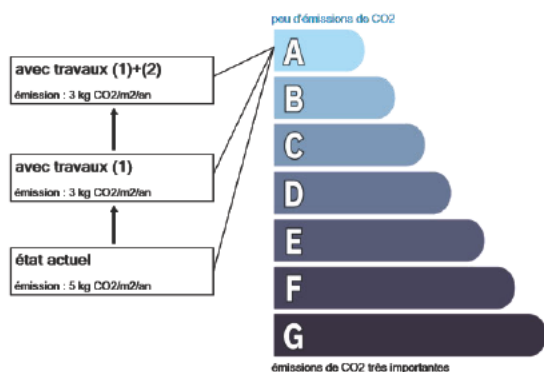 peu d'émissions de CO2
avec travaux (1)+(2)
émission : 3 kg CO2/m2/an
avec travaux (1)
émission : 3 kg CO2/m2/an
état actuel
émission : 5 kg CO2/m2/an
A
B
C
D
E
F
G
émissions de CO2 très importantes